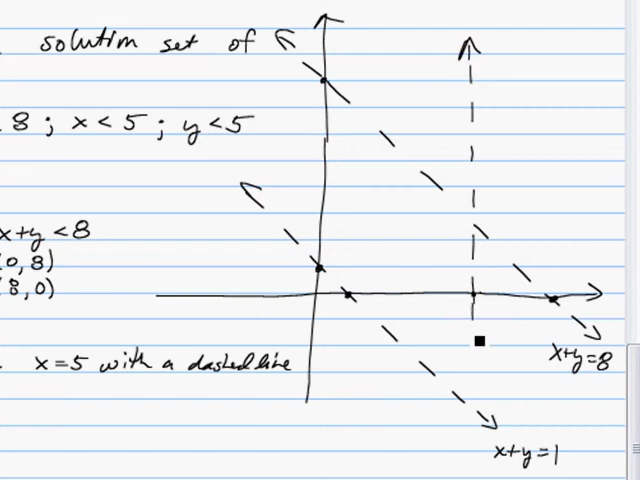 . solution set of
8 ; x < 5 ; y < 5
x+y < 8
(0, 8)
(8, 0)
x+y=8
. x = 5 with a dashed line
x+y=1